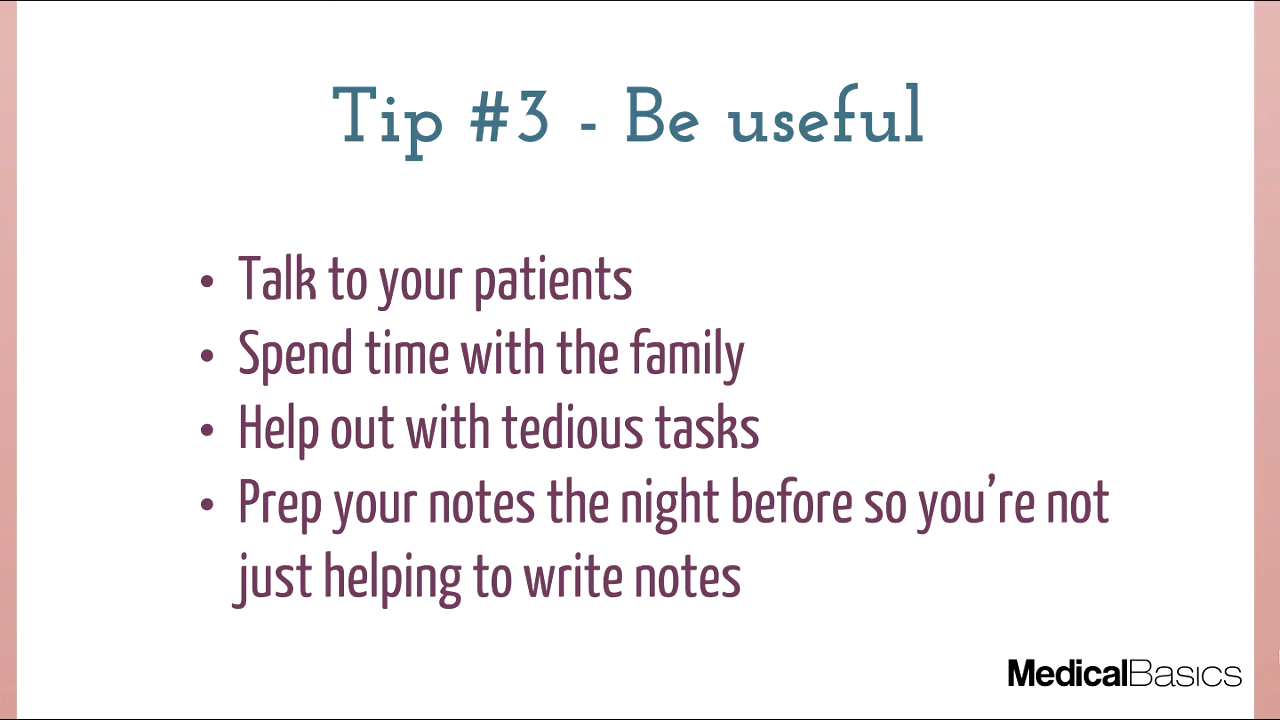 Tip #3 - Be useful
• Talk to your patients
• Spend time with the family
• Help out with tedious tasks
• Prep your notes the night before so you’re not
just helping to write notes
MedicalBasics